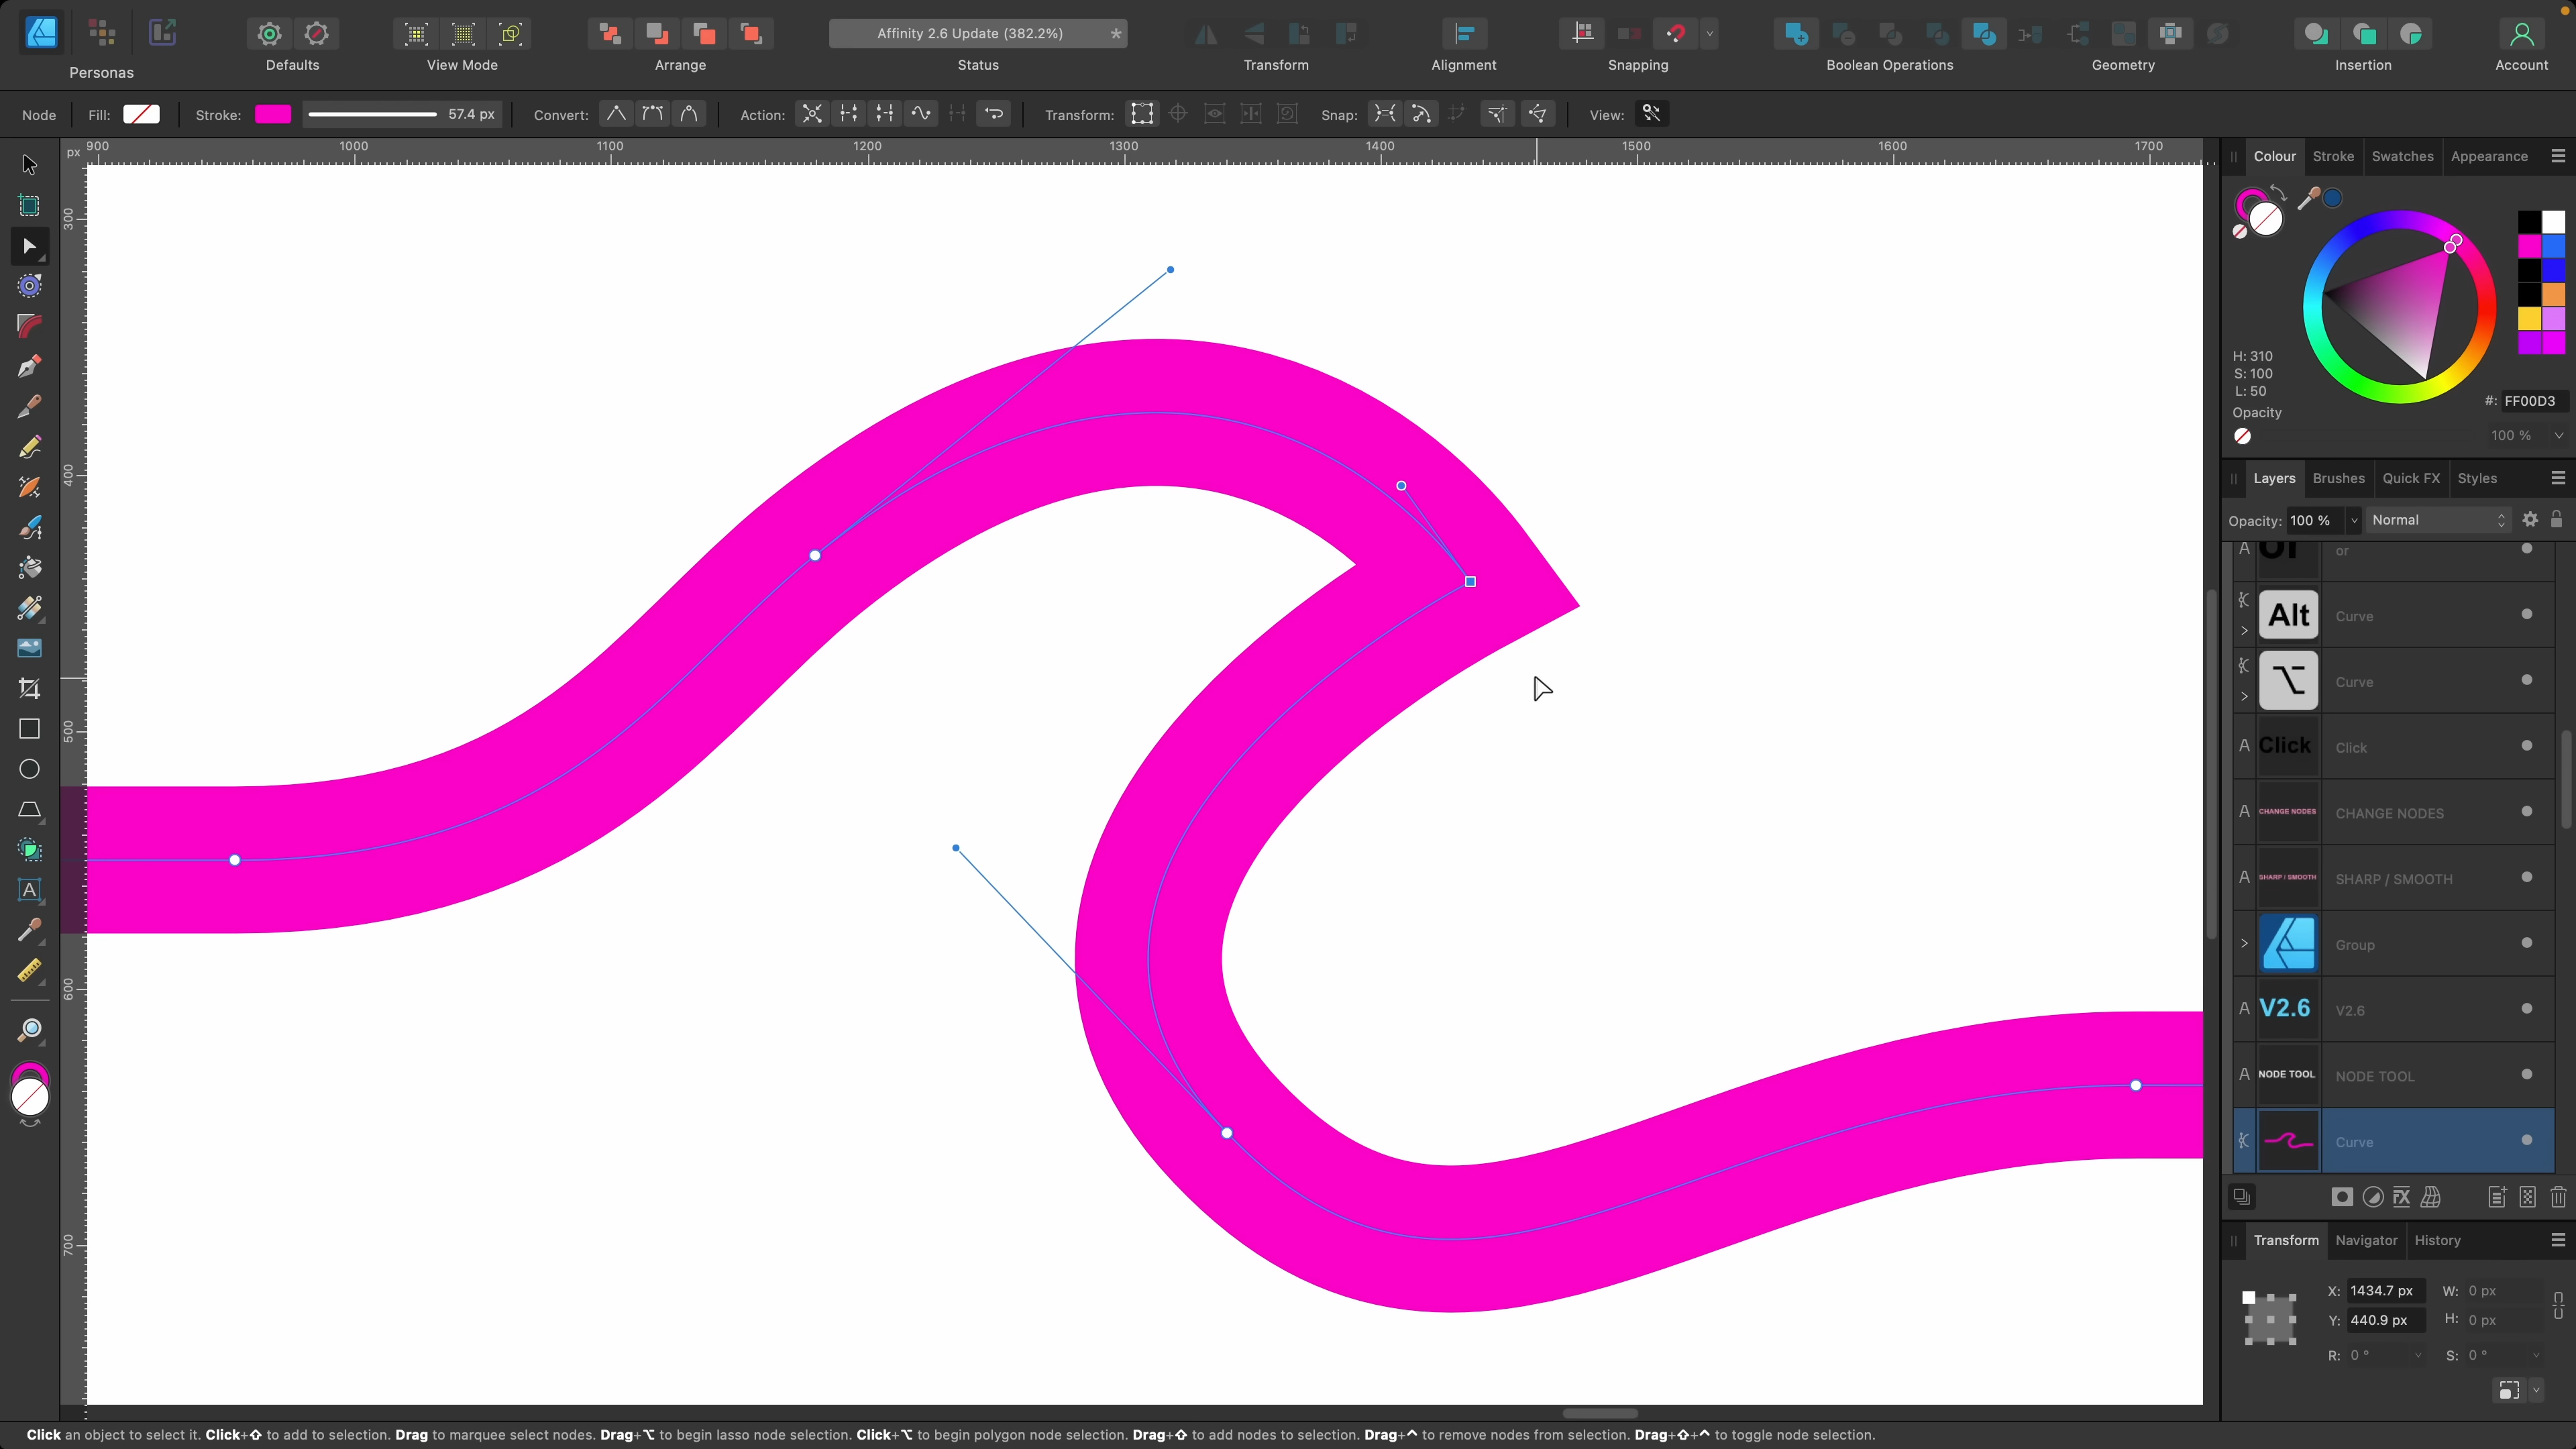 Personas
Defaults
View Mode
Arrange
Affinity 2.6 Update (382.2%)
*
Status
Transform
Alignment
Snapping
Boolean Operations
Geometry
Insertion
Account
Node
Fill:
Stroke:
57.4 px
Convert:
Action:
Transform:
Snap:
View:
px
900
1000
1100
1200
1300
1400
1500
1600
1700
300
400
500
600
700
Colour
Stroke
Swatches
Appearance
H: 310
S: 100
L: 50
#: FF00D3
Opacity
100 %
Layers
Brushes
Quick FX
Styles
Opacity: 100 %
Normal
A or or
Alt Curve
⌥ Curve
A Click Click
A CHANGE NODES CHANGE NODES
A SHARP / SMOOTH SHARP / SMOOTH
Group
A V2.6 V2.6
A NODE TOOL NODE TOOL
Curve
Transform
Navigator
History
X: 1434.7 px W: 0 px
Y: 440.9 px H: 0 px
R: 0 ° S: 0 °
Click an object to select it. Click+⇧ to add to selection. Drag to marquee select nodes. Drag+⌥ to begin lasso node selection. Click+⌥ to begin polygon node selection. Drag+⇧ to add nodes to selection. Drag+^ to remove nodes from selection. Drag+⇧+^ to toggle node selection.